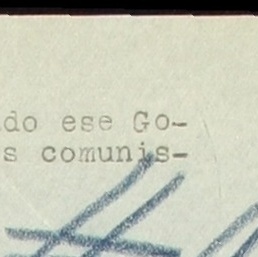 do ese Go-
s comunis-